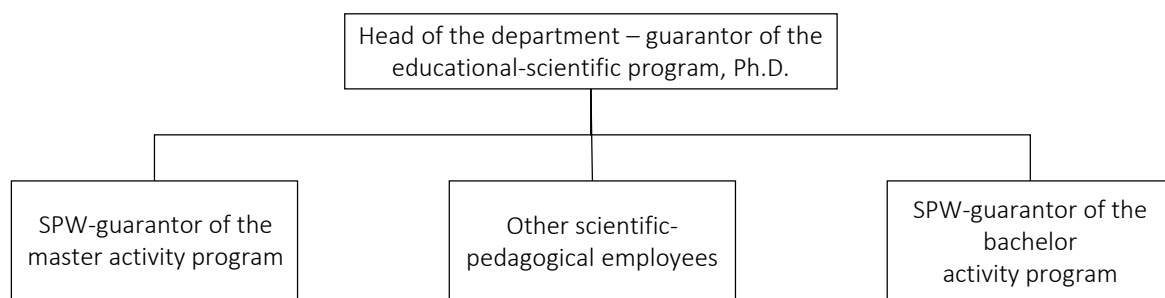 Head of the department – guarantor of the
educational-scientific program, Ph.D.
SPW-guarantor of the
master activity program
Other scientific-
pedagogical employees
SPW-guarantor of the
bachelor
activity program